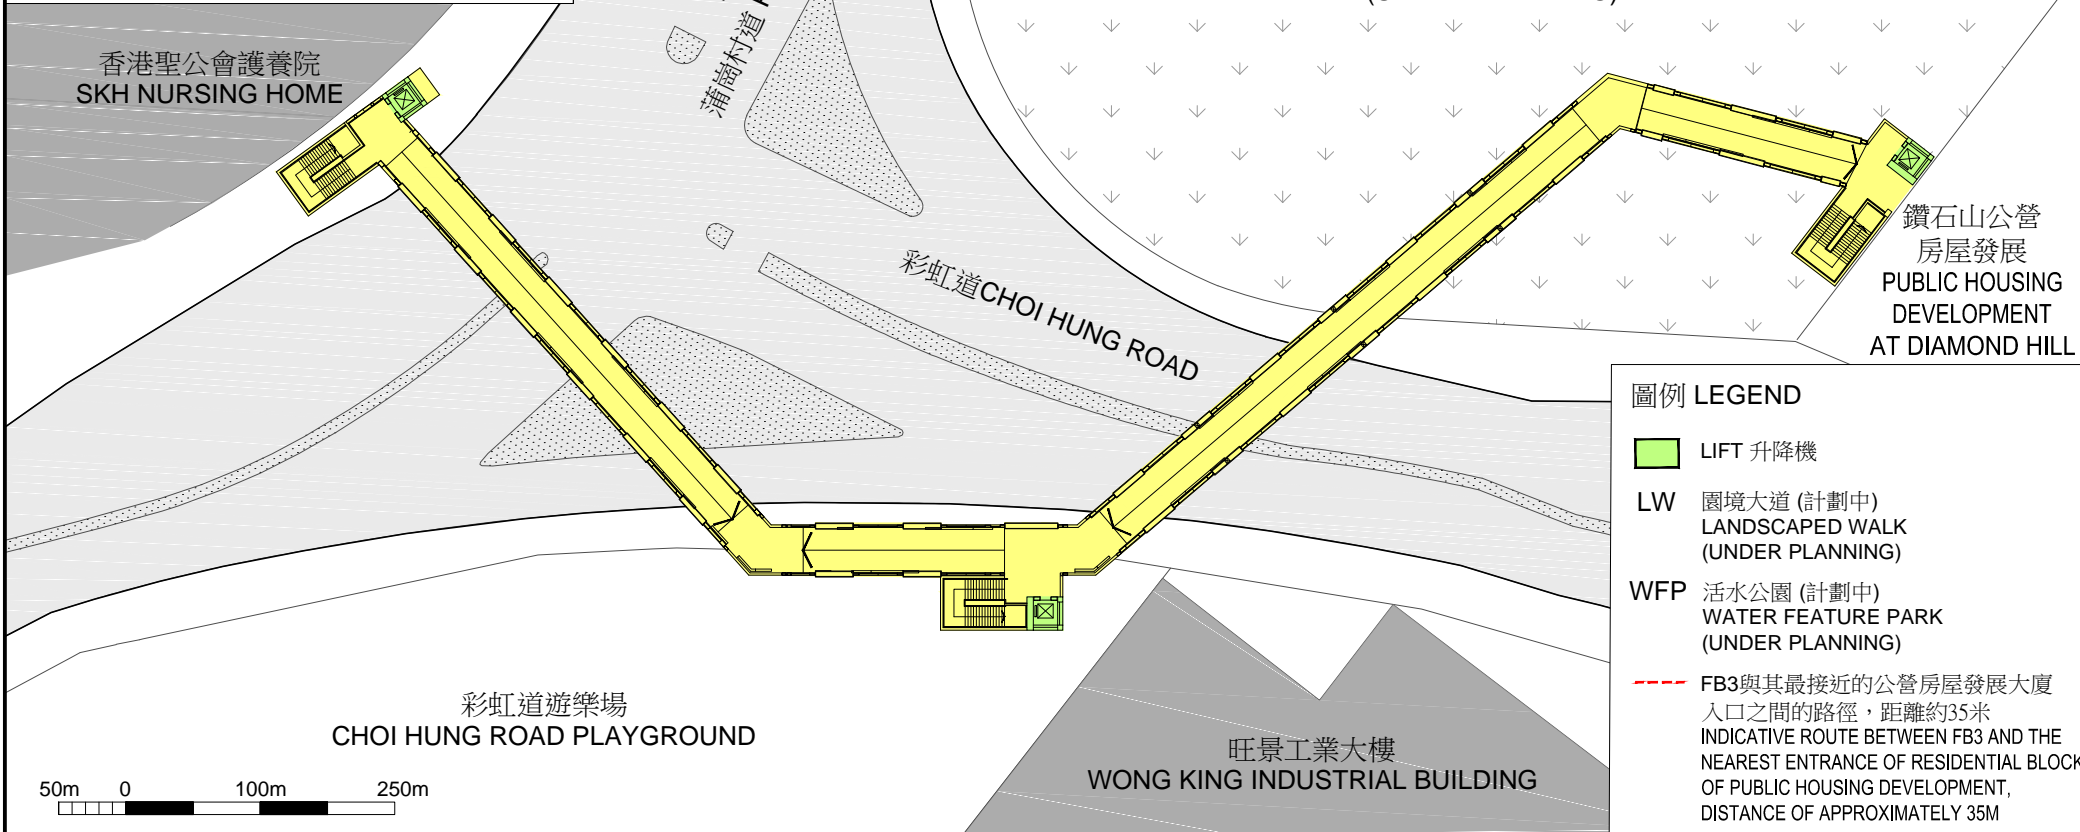 香港聖公會護養院
SKH NURSING HOME
蒲崗村道
彩虹道CHOI HUNG ROAD
鑽石山公營
房屋發展
PUBLIC HOUSING
DEVELOPMENT
AT DIAMOND HILL
彩虹道遊樂場
CHOI HUNG ROAD PLAYGROUND
旺景工業大樓
WONG KING INDUSTRIAL BUILDING
50m 0 100m 250m
圖例 LEGEND
LIFT 升降機
LW 園境大道 (計劃中)
LANDSCAPED WALK
(UNDER PLANNING)
WFP 活水公園 (計劃中)
WATER FEATURE PARK
(UNDER PLANNING)
FB3與其最接近的公營房屋發展大廈
入口之間的路徑，距離約35米
INDICATIVE ROUTE BETWEEN FB3 AND THE
NEAREST ENTRANCE OF RESIDENTIAL BLOCK
OF PUBLIC HOUSING DEVELOPMENT,
DISTANCE OF APPROXIMATELY 35M